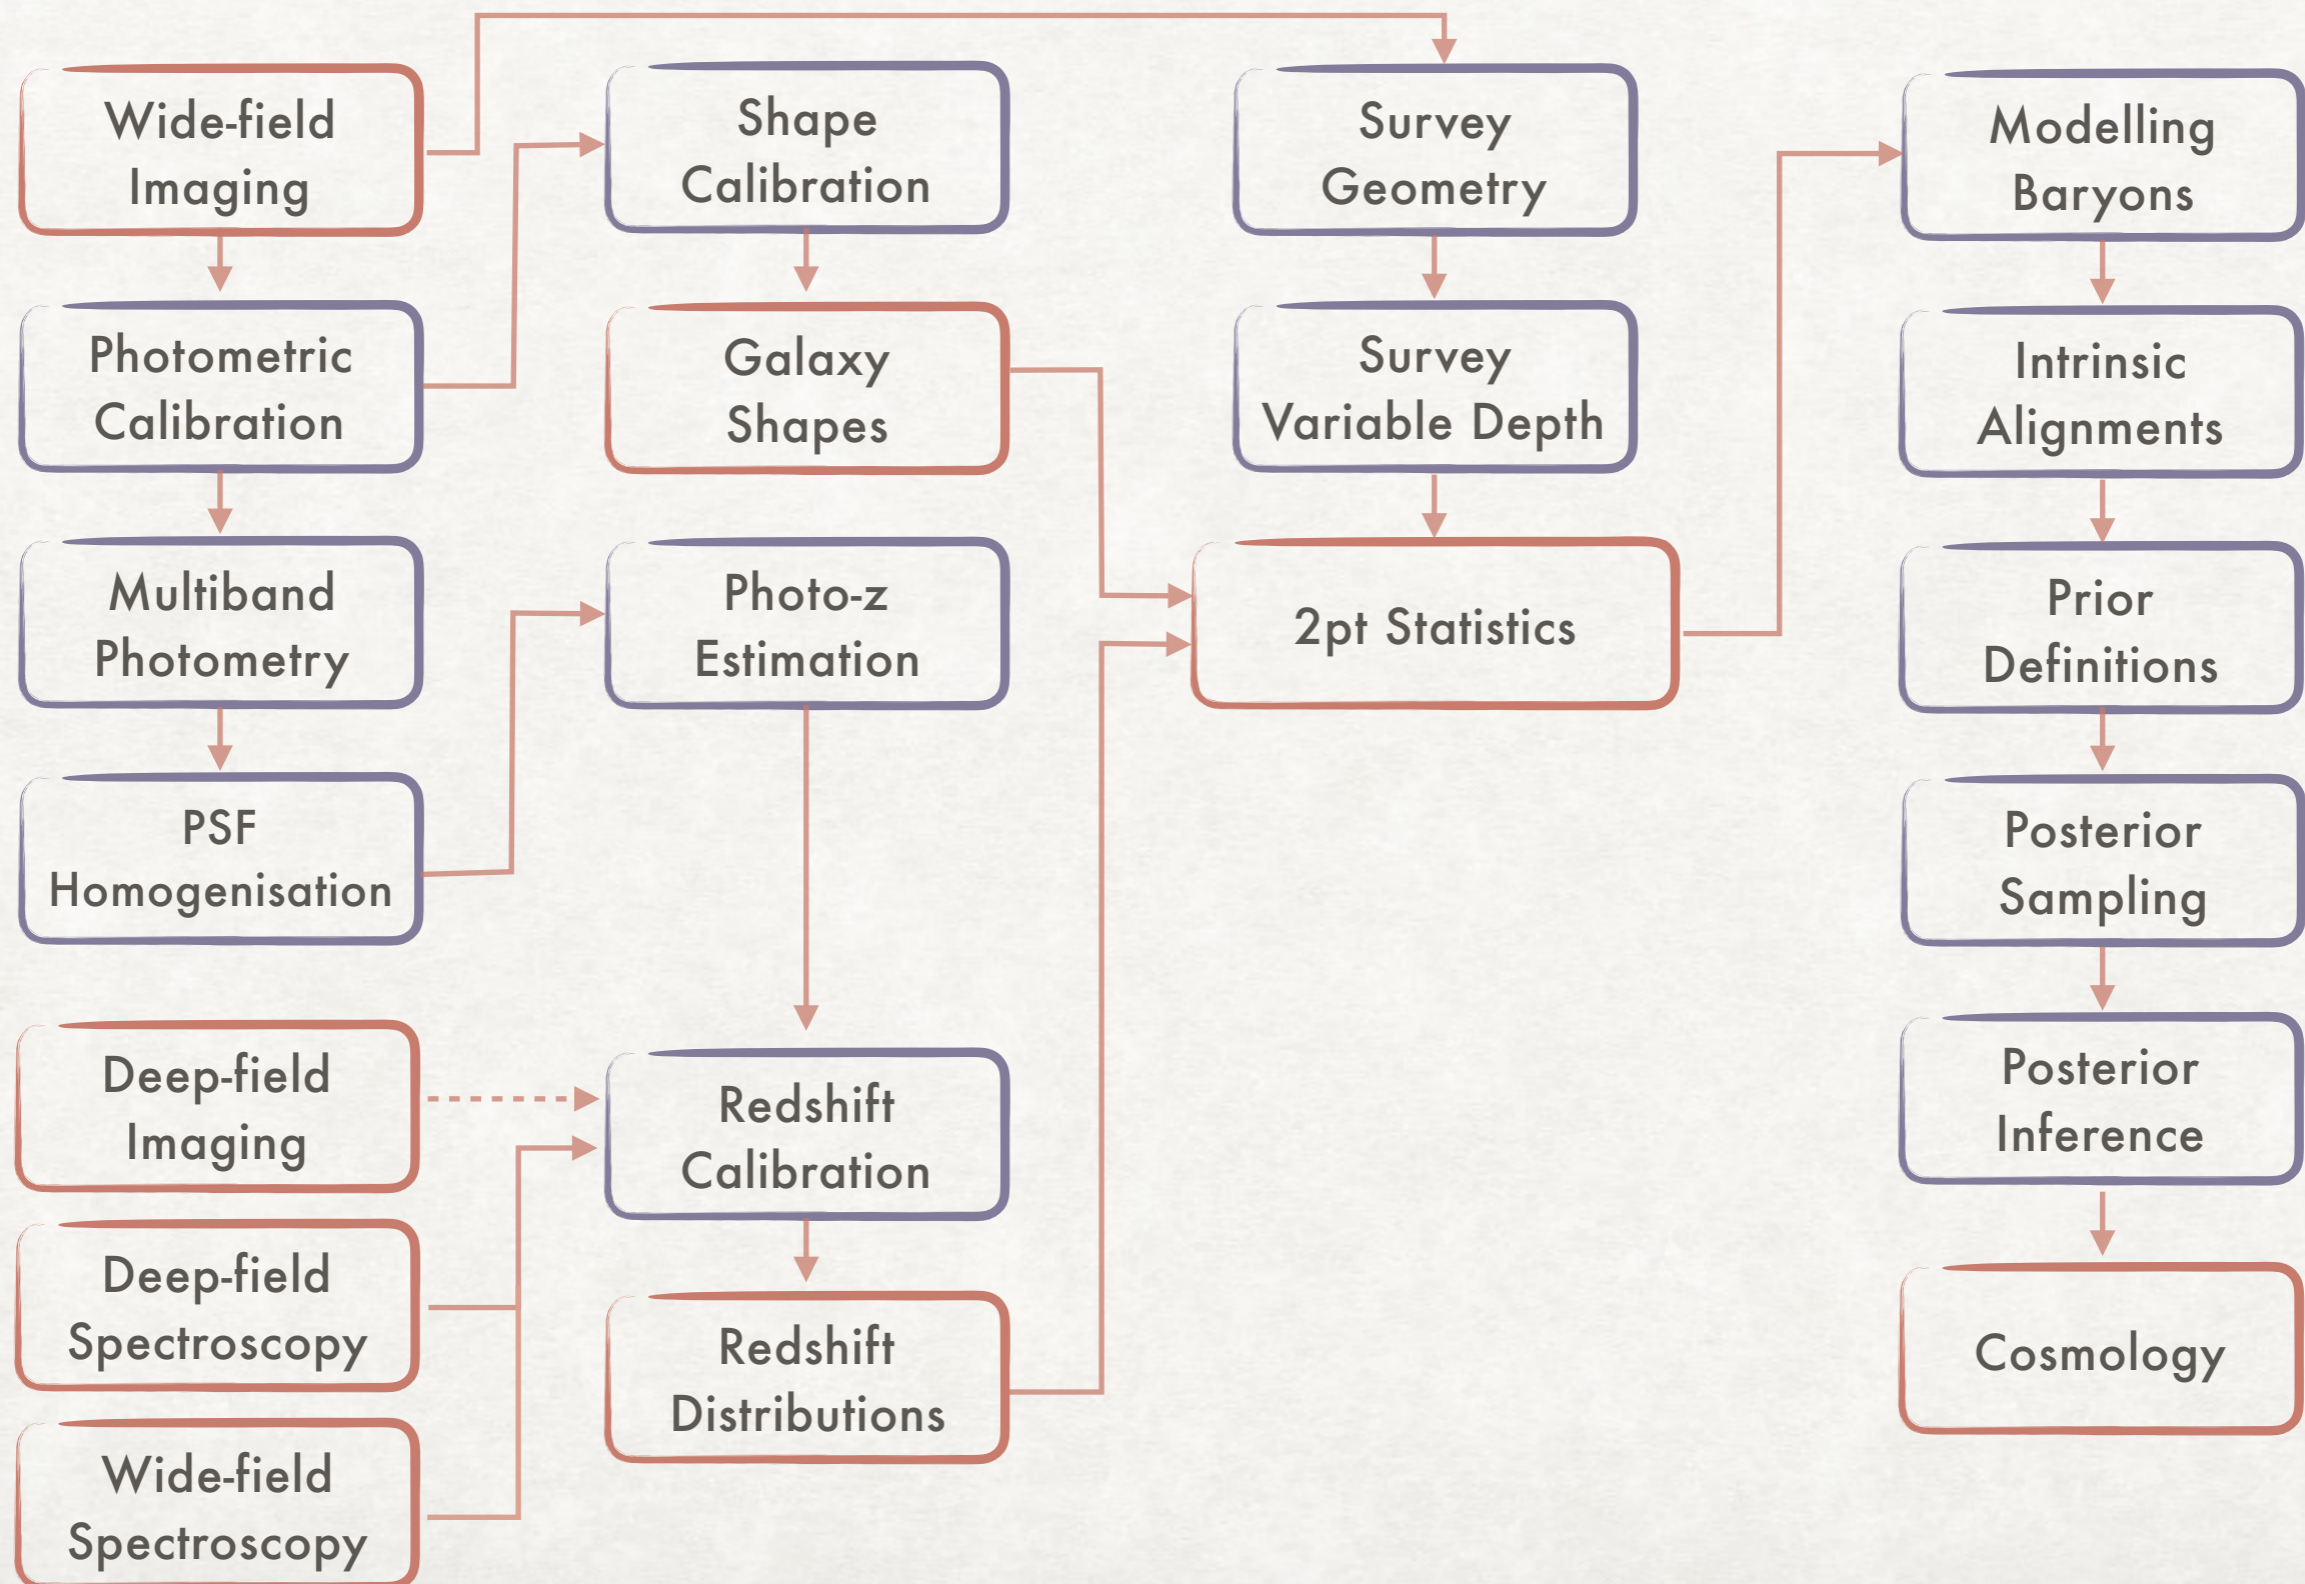 Wide-field
Imaging
Photometric
Calibration
Multiband
Photometry
PSF
Homogenisation
Deep-field
Imaging
Deep-field
Spectroscopy
Wide-field
Spectroscopy
Shape
Calibration
Galaxy
Shapes
Photo-z
Estimation
Redshift
Calibration
Redshift
Distributions
Survey
Geometry
Survey
Variable Depth
2pt Statistics
Modelling
Baryons
Intrinsic
Alignments
Prior
Definitions
Posterior
Sampling
Posterior
Inference
Cosmology